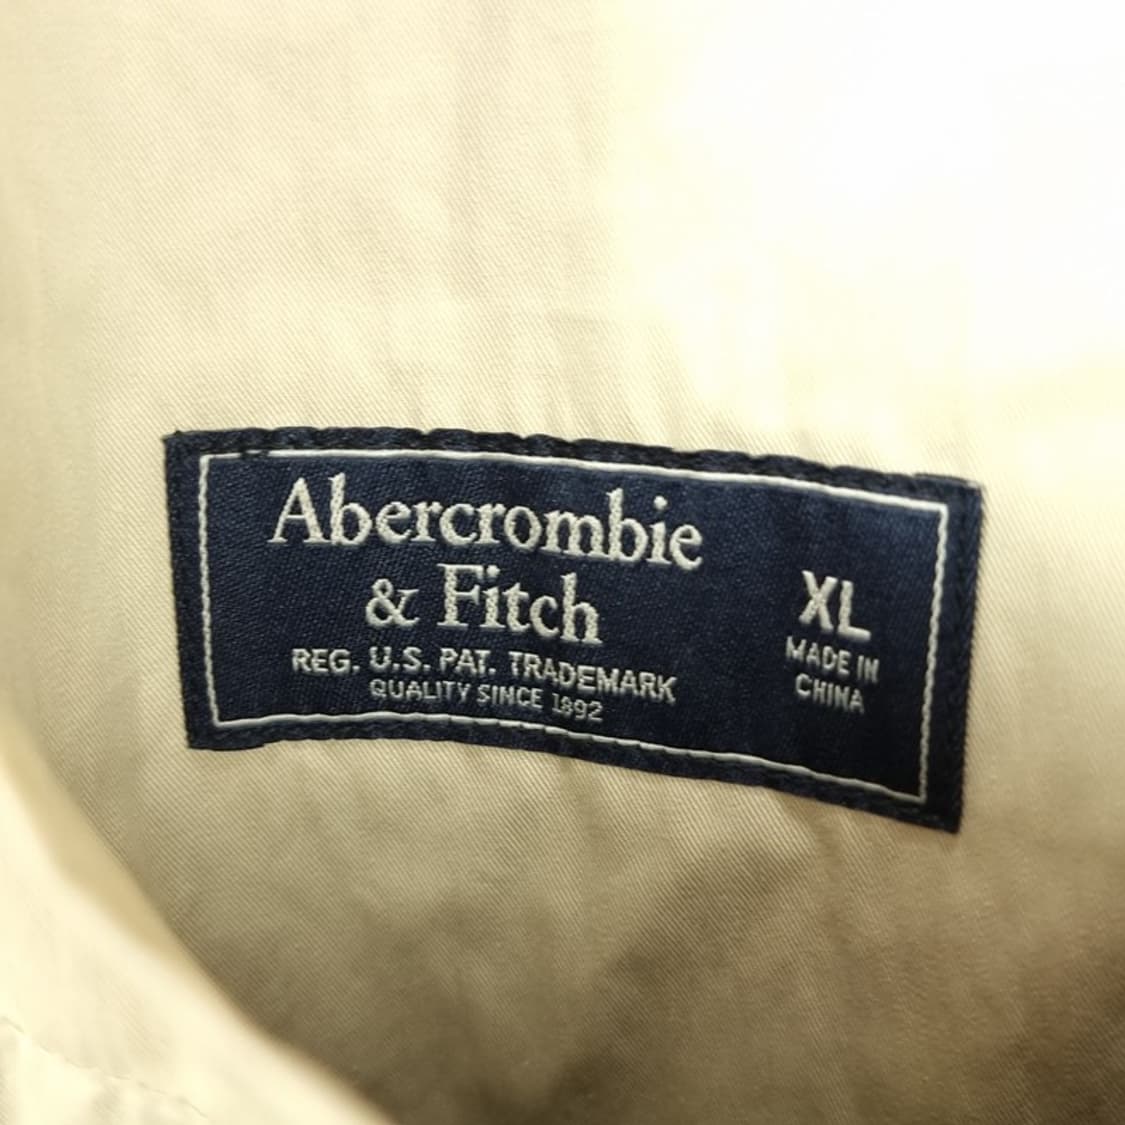 Abercrombie
& Fitch
REG. U.S. PAT. TRADEMARK
QUALITY SINCE 1892
XL
MADE IN
CHINA